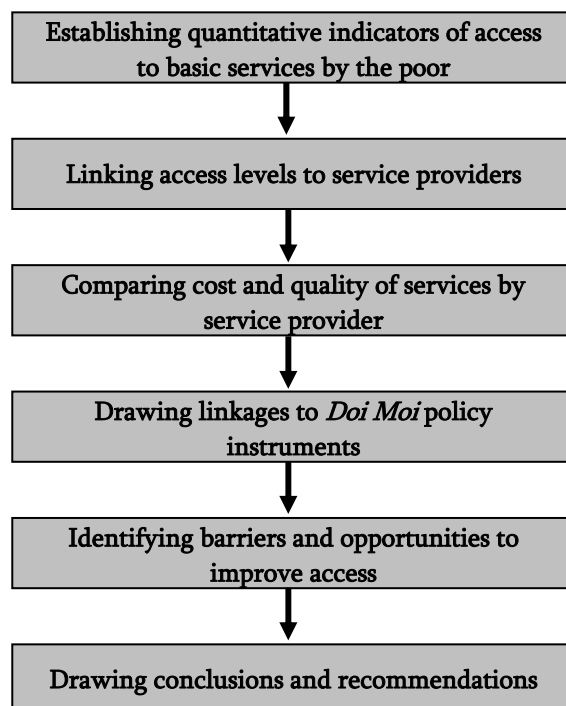 Establishing quantitative indicators of access
to basic services by the poor
Linking access levels to service providers
Comparing cost and quality of services by
service provider
Drawing linkages to Doi Moi policy
instruments
Identifying barriers and opportunities to
improve access
Drawing conclusions and recommendations